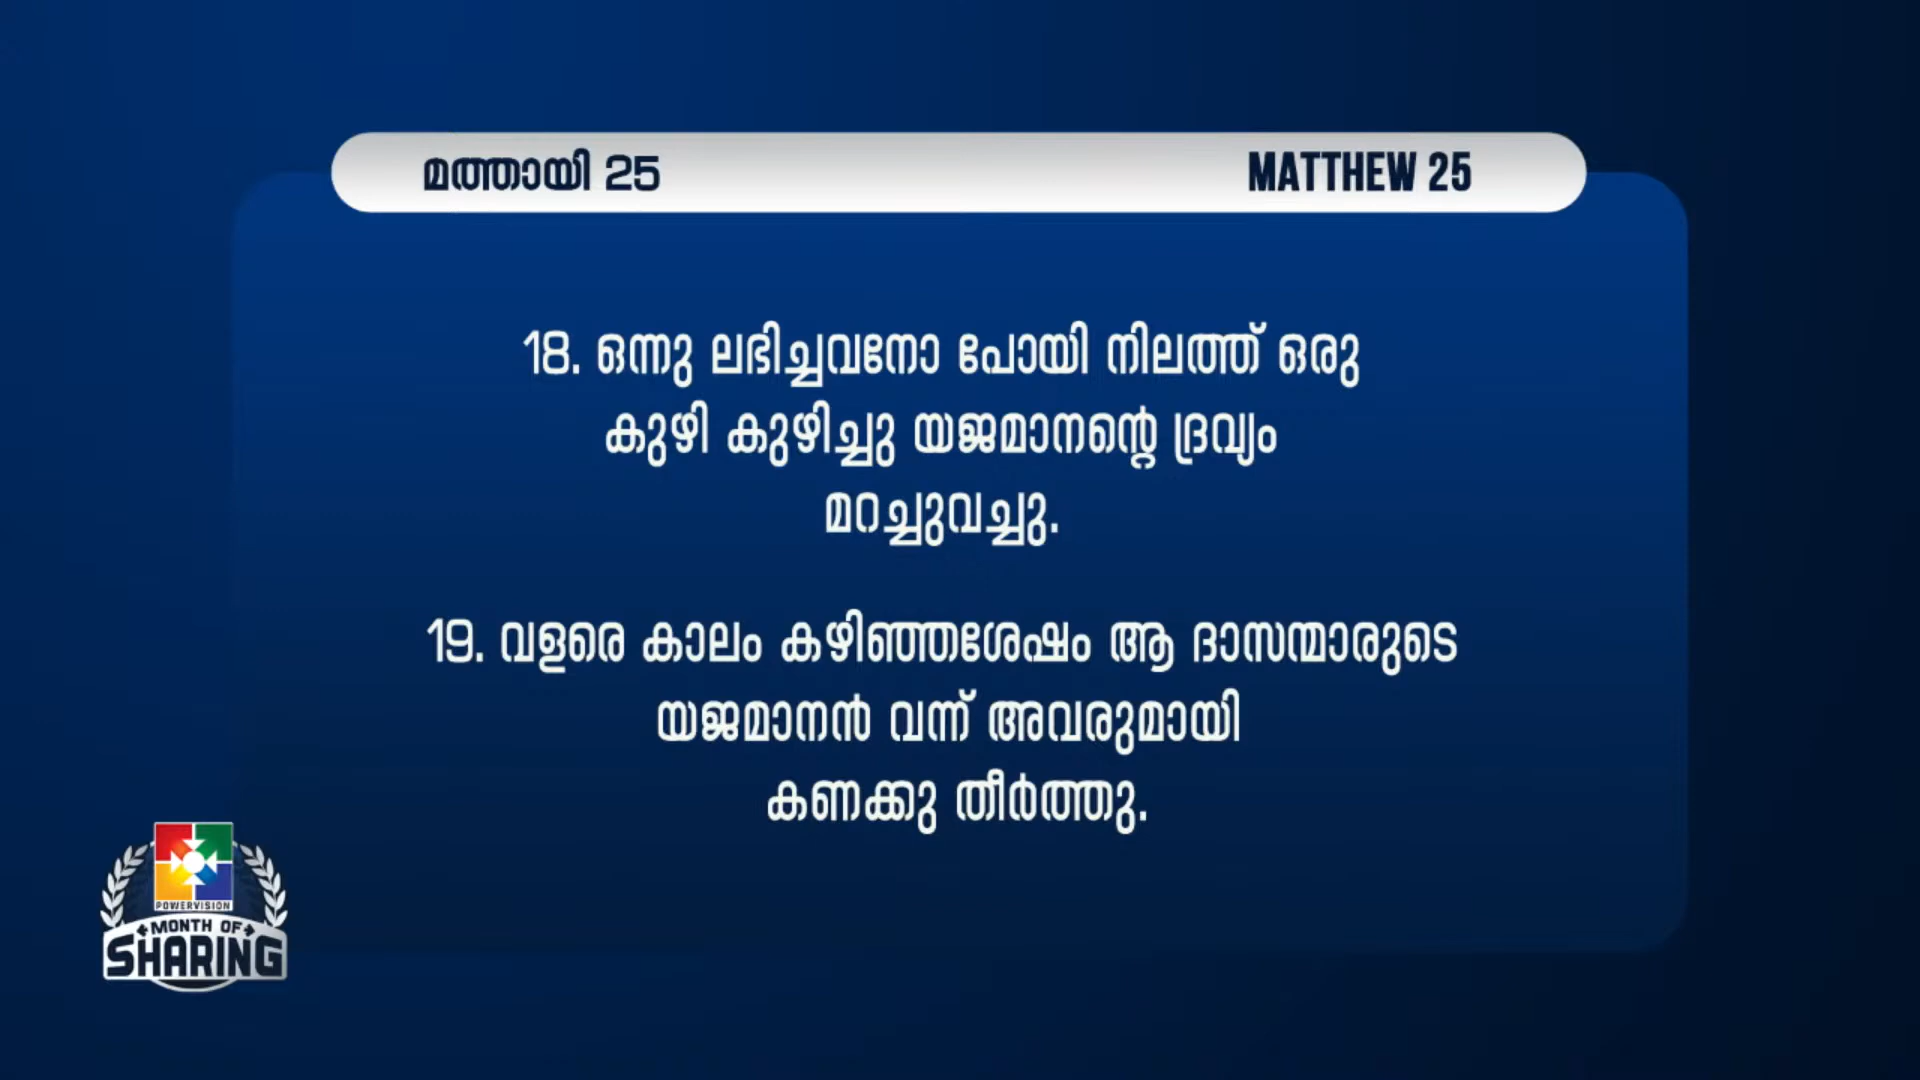 മത്തായി 25
MATTHEW 25
18. ഒന്നു ലഭിച്ചവനോ പോയി നിലത്ത് ഒരു
കുഴി കുഴിച്ചു യജമാനന്റെ ദ്രവ്യം
മറച്ചുവച്ചു.
19. വളരെ കാലം കഴിഞ്ഞശേഷം ആ ദാസന്മാരുടെ
യജമാനൻ വന്ന് അവരുമായി
കണക്കു തീർത്തു.
POWERVISION
MONTH OF
SHARING